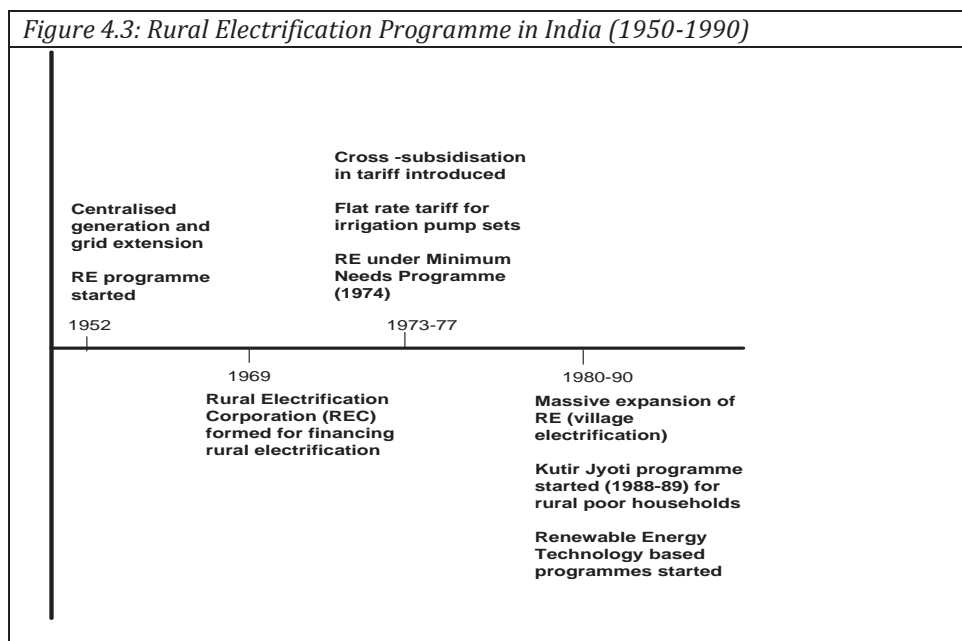 Figure 4.3: Rural Electrification Programme in India (1950-1990)
Centralised
generation and
grid extension
RE programme
started
1952
Cross -subsidisation
in tariff introduced
Flat rate tariff for
irrigation pump sets
RE under Minimum
Needs Programme
(1974)
1973-77
1969
Rural Electrification
Corporation (REC)
formed for financing
rural electrification
1980-90
Massive expansion of
RE (village
electrification)
Kutir Jyoti programme
started (1988-89) for
rural poor households
Renewable Energy
Technology based
programmes started